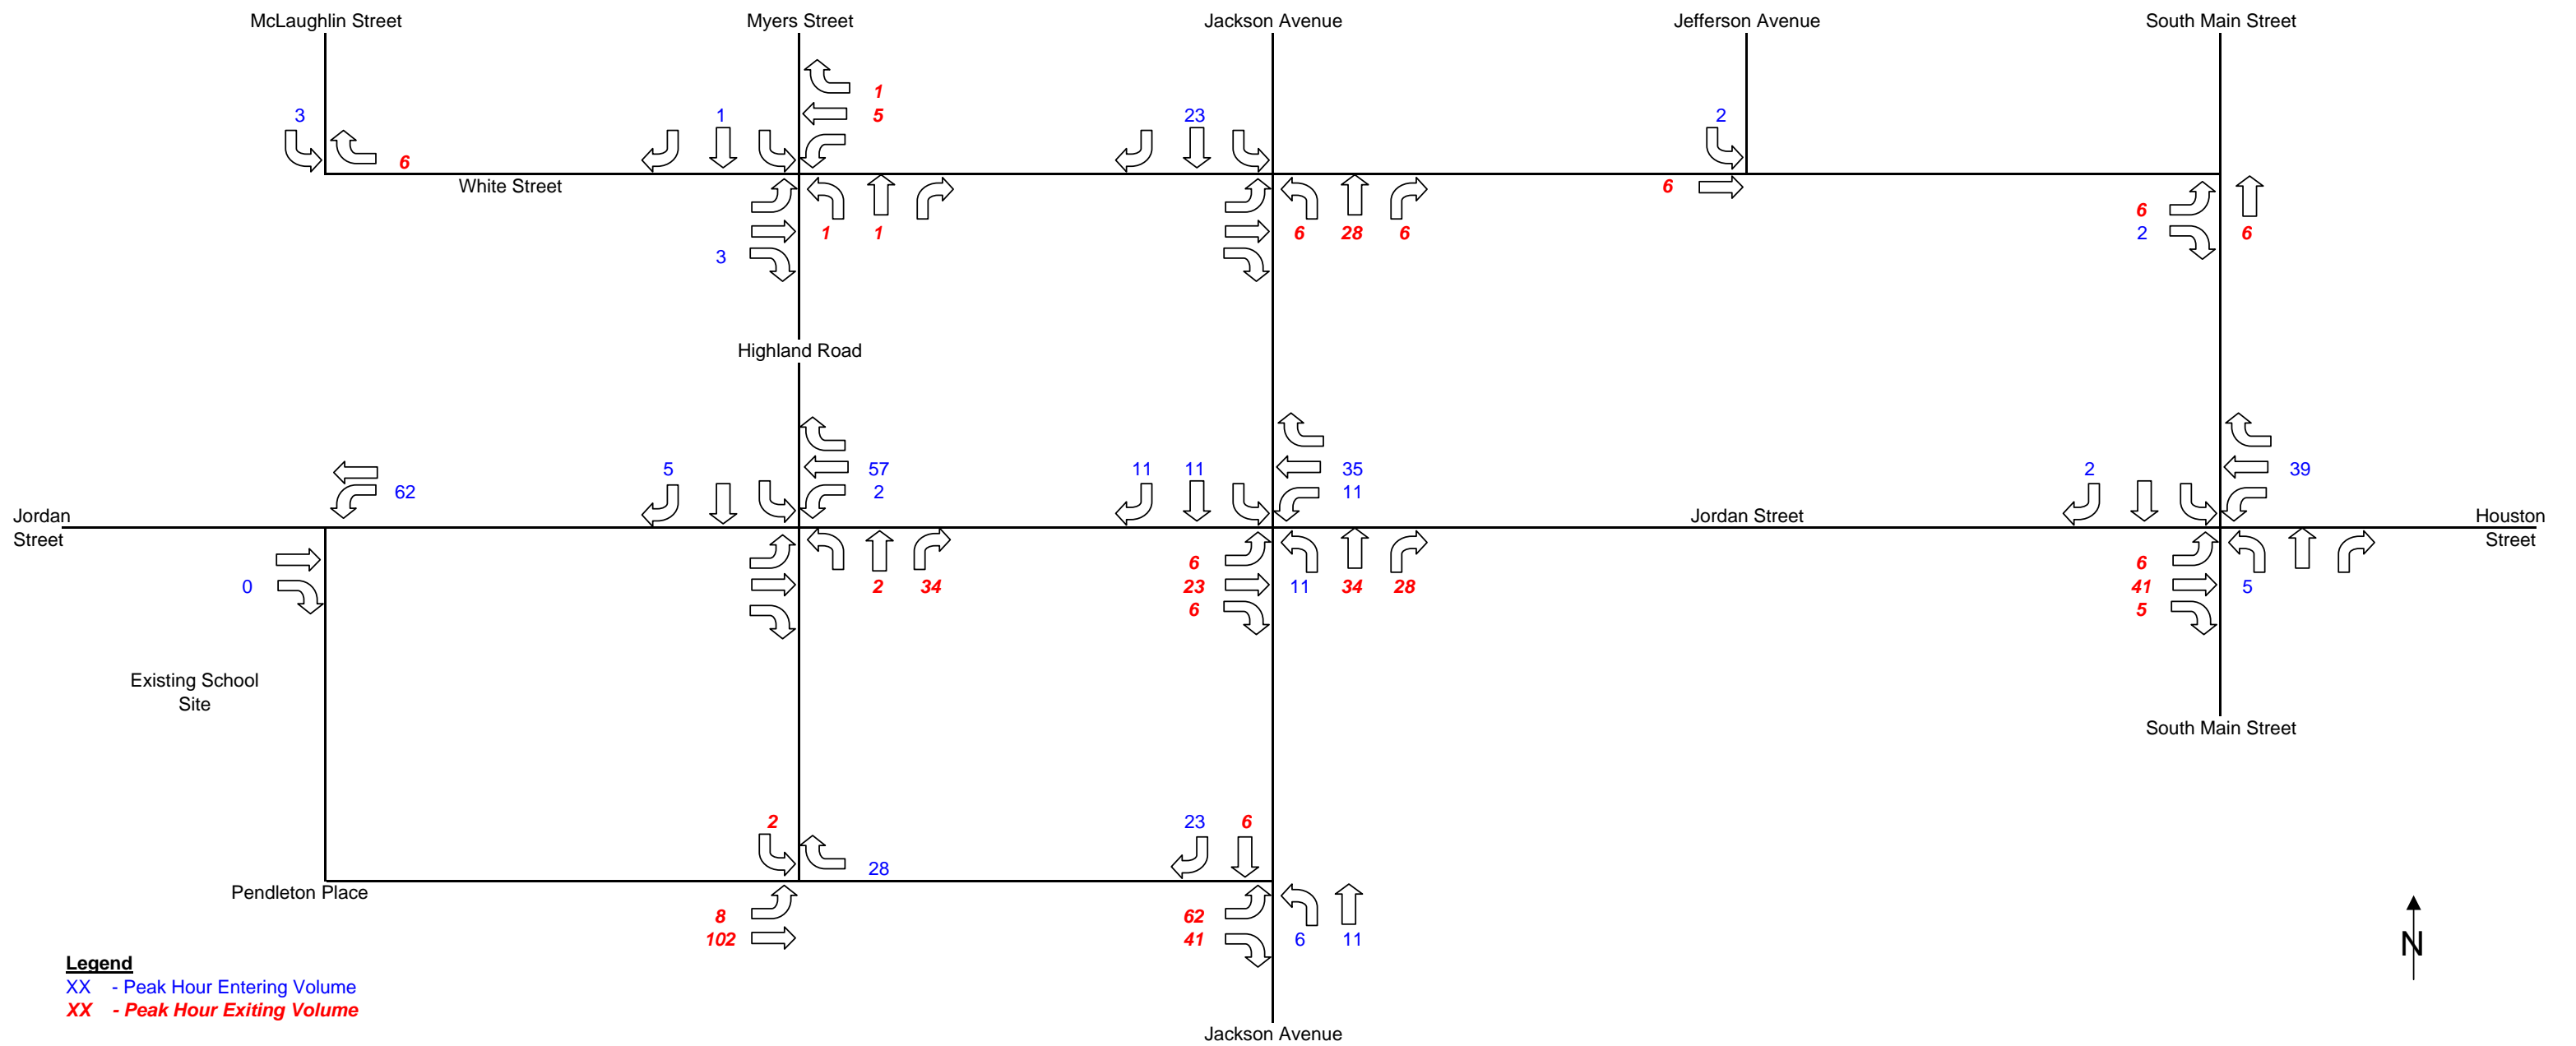 McLaughlin Street Myers Street Jackson Avenue Jefferson Avenue South Main Street
1
3 1 5 23 2
6
White Street 6
6
3 1 1 6 28 6 2 6
Highland Road
5 57 11 11 35 2 39
62 2 11
Jordan Street Jordan Street Houston Street
6 6
0 2 34 23 11 34 28 41 5
6 5
Existing School
Site
South Main Street
2 23 6
28
Pendleton Place
8 62
102 41 6 11
N
Legend
XX - Peak Hour Entering Volume
XX - Peak Hour Exiting Volume
Jackson Avenue